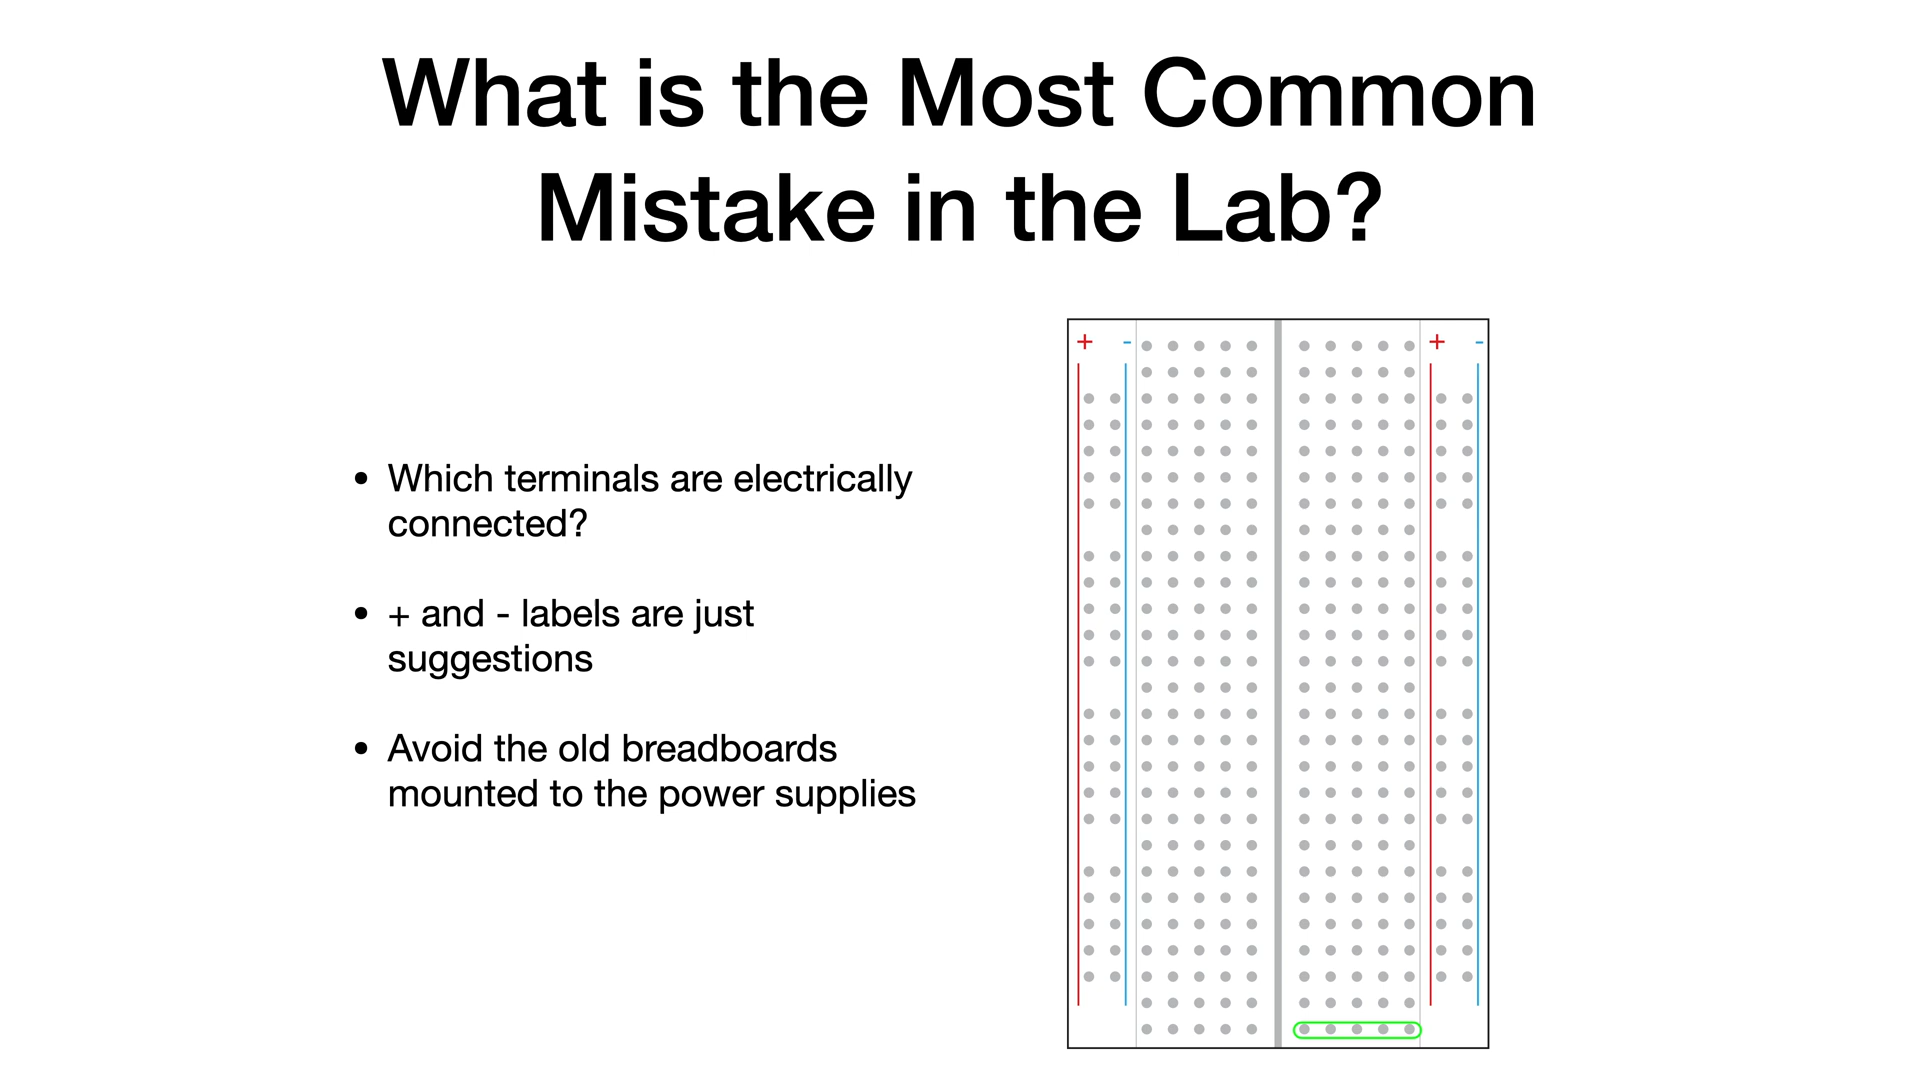 What is the Most Common
Mistake in the Lab?
• Which terminals are electrically
connected?
• + and - labels are just
suggestions
• Avoid the old breadboards
mounted to the power supplies
+ - + -